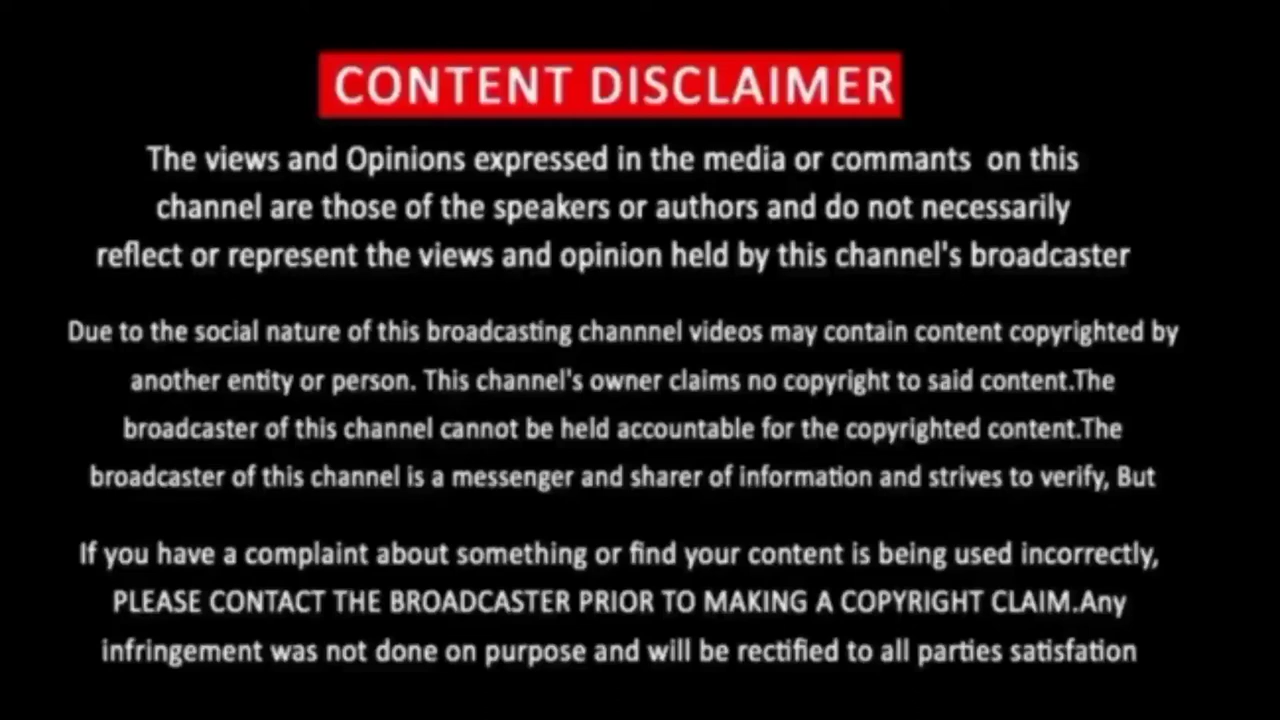 CONTENT DISCLAIMER
The views and Opinions expressed in the media or commants on this
channel are those of the speakers or authors and do not necessarily
reflect or represent the views and opinion held by this channel's broadcaster
Due to the social nature of this broadcasting channnel videos may contain content copyrighted by
another entity or person. This channel's owner claims no copyright to said content.The
broadcaster of this channel cannot be held accountable for the copyrighted content.The
broadcaster of this channel is a messenger and sharer of information and strives to verify, But
If you have a complaint about something or find your content is being used incorrectly,
PLEASE CONTACT THE BROADCASTER PRIOR TO MAKING A COPYRIGHT CLAIM.Any
infringement was not done on purpose and will be rectified to all parties satisfation